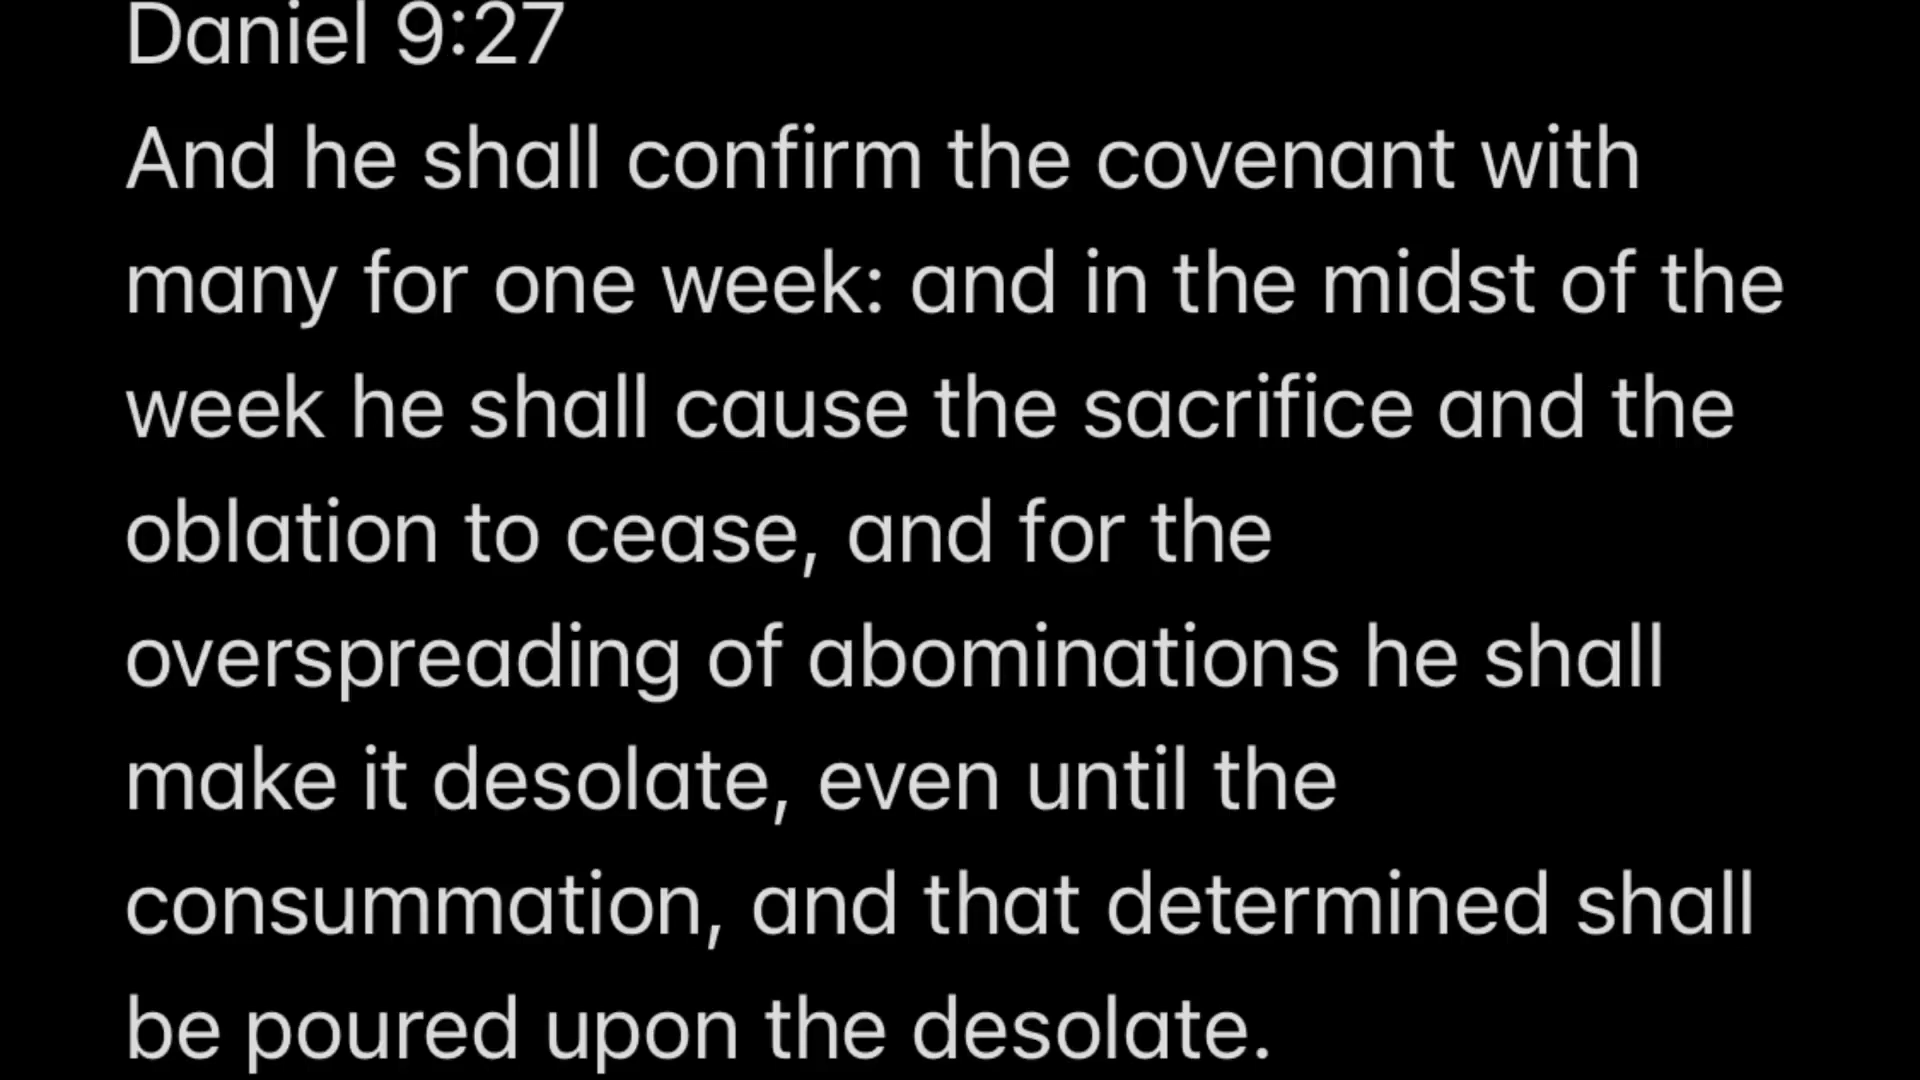 Daniel 9:27
And he shall confirm the covenant with
many for one week: and in the midst of the
week he shall cause the sacrifice and the
oblation to cease, and for the
overspreading of abominations he shall
make it desolate, even until the
consummation, and that determined shall
be poured upon the desolate.